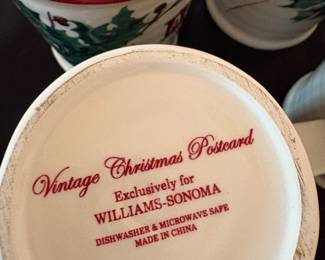 Vintage Christmas Postcard
Exclusively for
WILLIAMS-SONOMA
DISHWASHER & MICROWAVE SAFE
MADE IN CHINA